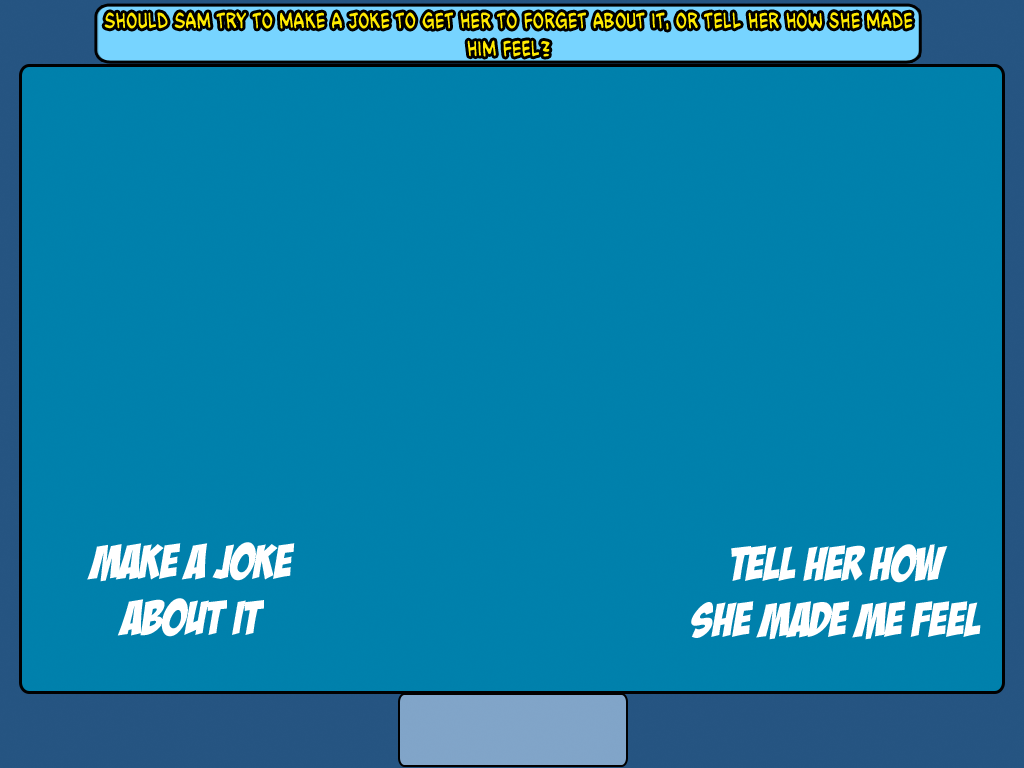 SHOULD SAM TRY TO MAKE A JOKE TO GET HER TO FORGET ABOUT IT, OR TELL HER HOW SHE MADE
HIM FEEL?
MAKE A JOKE
ABOUT IT
TELL HER HOW
SHE MADE ME FEEL